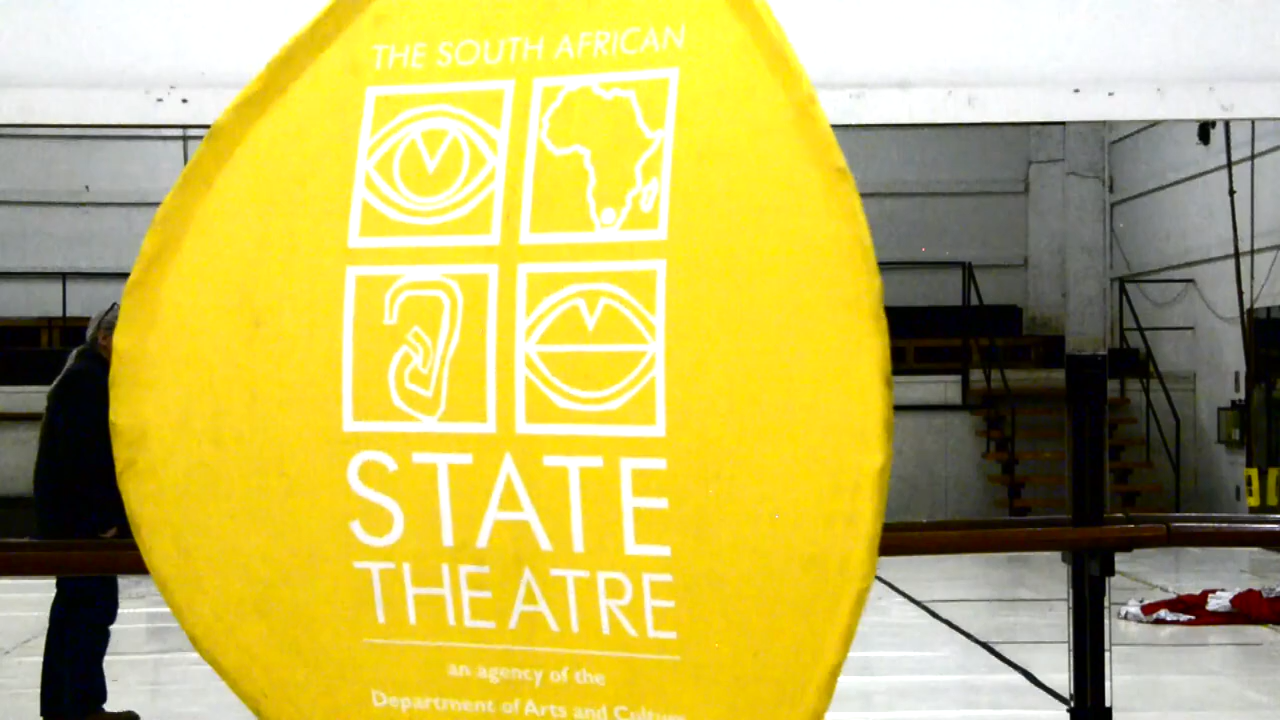 THE SOUTH AFRICAN
STATE
THEATRE
an agency of the
Department of Arts and Culture